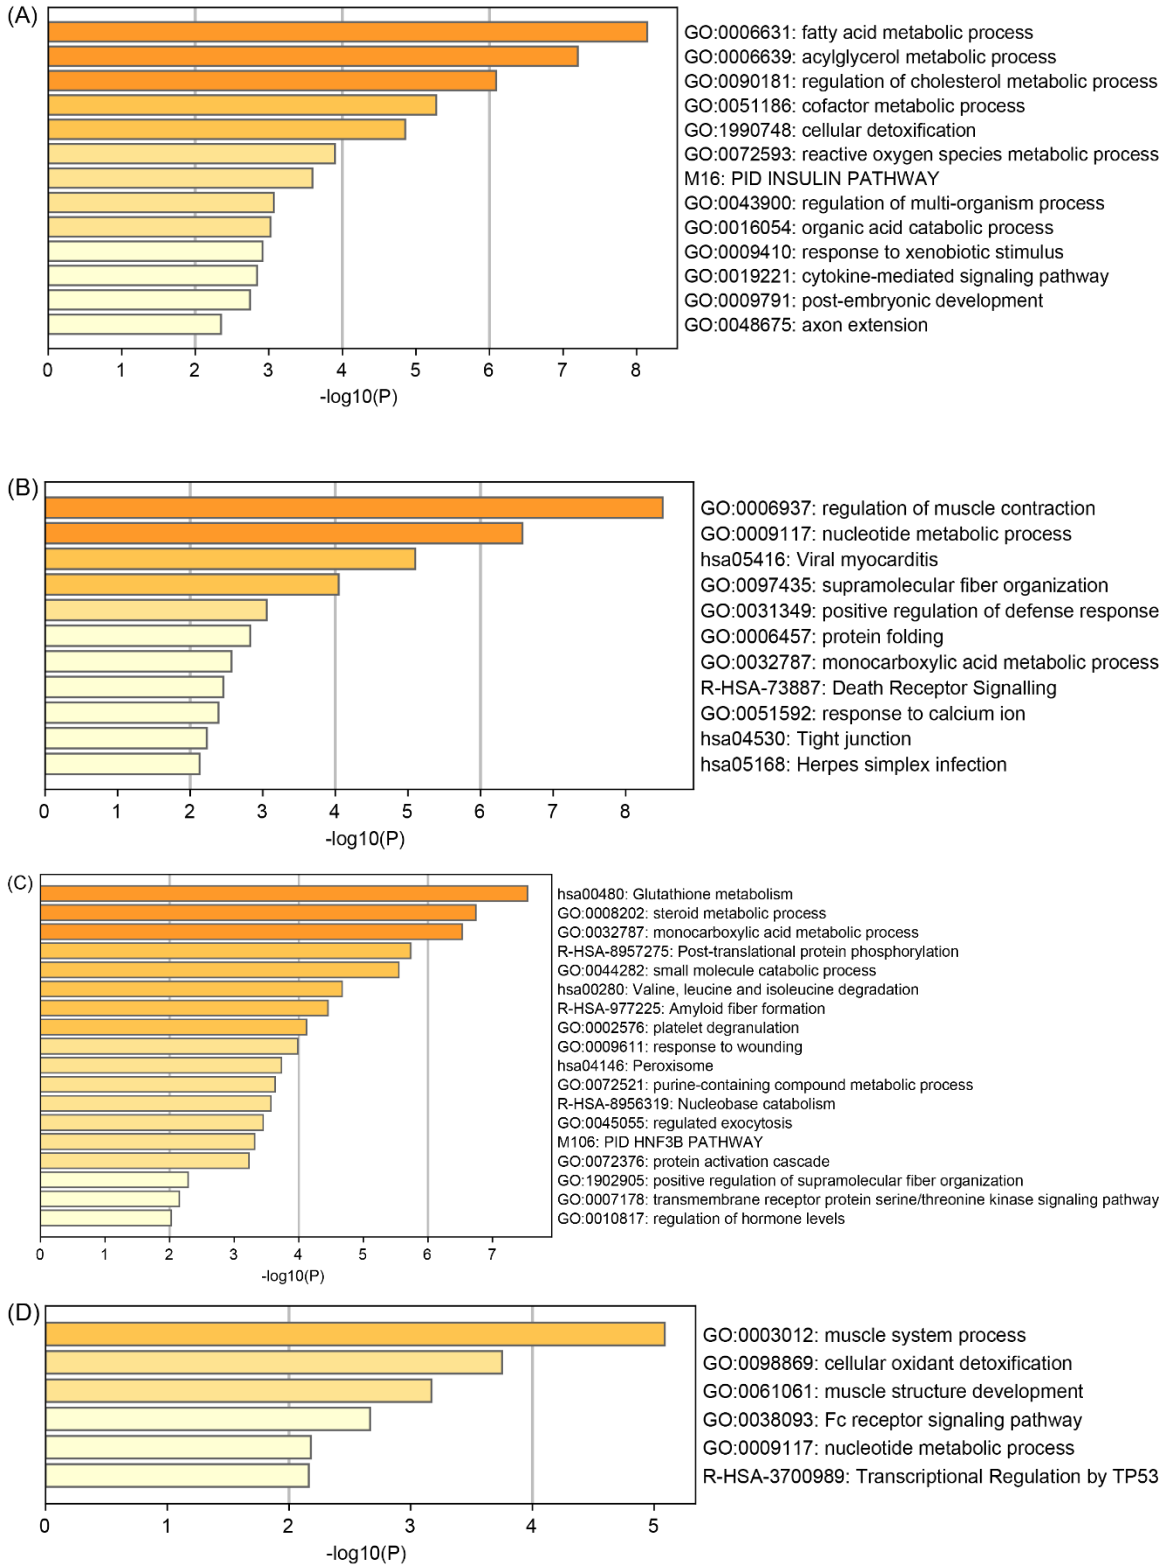 (A)
GO:0006631: fatty acid metabolic process
GO:0006639: acylglycerol metabolic process
GO:0090181: regulation of cholesterol metabolic process
GO:0051186: cofactor metabolic process
GO:1990748: cellular detoxification
GO:0072593: reactive oxygen species metabolic process
M16: PID INSULIN PATHWAY
GO:0043900: regulation of multi-organism process
GO:0016054: organic acid catabolic process
GO:0009410: response to xenobiotic stimulus
GO:0019221: cytokine-mediated signaling pathway
GO:0009791: post-embryonic development
GO:0048675: axon extension
0 1 2 3 4 5 6 7 8
-log10(P)
(B)
GO:0006937: regulation of muscle contraction
GO:0009117: nucleotide metabolic process
hsa05416: Viral myocarditis
GO:0097435: supramolecular fiber organization
GO:0031349: positive regulation of defense response
GO:0006457: protein folding
GO:0032787: monocarboxylic acid metabolic process
R-HSA-73887: Death Receptor Signalling
GO:0051592: response to calcium ion
hsa04530: Tight junction
hsa05168: Herpes simplex infection
0 1 2 3 4 5 6 7 8
-log10(P)
(C)
hsa00480: Glutathione metabolism
GO:0008202: steroid metabolic process
GO:0032787: monocarboxylic acid metabolic process
R-HSA-8957275: Post-translational protein phosphorylation
GO:0044282: small molecule catabolic process
hsa00280: Valine, leucine and isoleucine degradation
R-HSA-977225: Amyloid fiber formation
GO:0002576: platelet degranulation
GO:0009611: response to wounding
hsa04146: Peroxisome
GO:0072521: purine-containing compound metabolic process
R-HSA-8956319: Nucleobase catabolism
GO:0045055: regulated exocytosis
M106: PID HNF3B PATHWAY
GO:0072376: protein activation cascade
GO:1902905: positive regulation of supramolecular fiber organization
GO:0007178: transmembrane receptor protein serine/threonine kinase signaling pathway
GO:0010817: regulation of hormone levels
0 1 2 3 4 5 6 7
-log10(P)
(D)
GO:0003012: muscle system process
GO:0098869: cellular oxidant detoxification
GO:0061061: muscle structure development
GO:0038093: Fc receptor signaling pathway
GO:0009117: nucleotide metabolic process
R-HSA-3700989: Transcriptional Regulation by TP53
0 1 2 3 4 5
-log10(P)